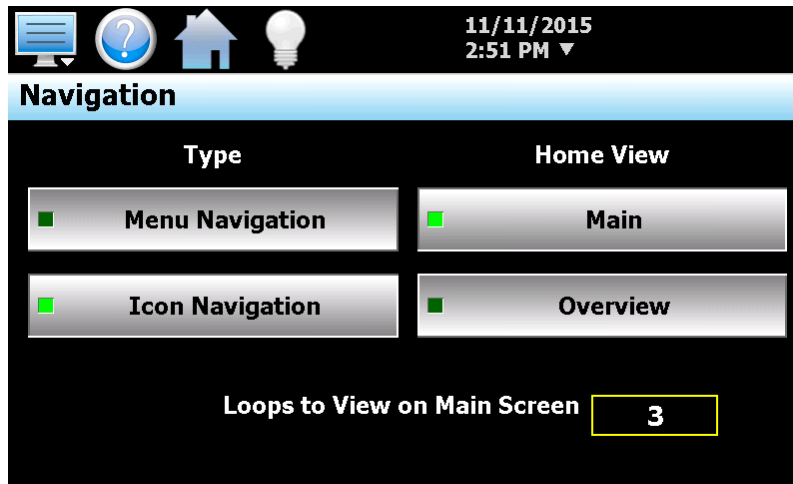 ?
11/11/2015
2:51 PM ▼
Navigation
Type
Home View
Menu Navigation
Main
Icon Navigation
Overview
Loops to View on Main Screen 3